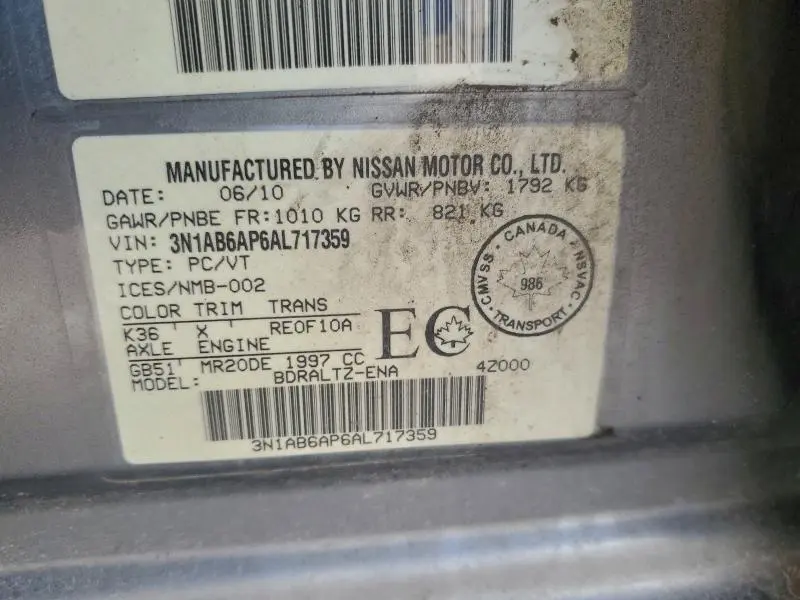 MANUFACTURED BY NISSAN MOTOR CO., LTD.
DATE: 06/10 GVWR/PNBV: 1792 KG
GAWR/PNBE FR:1010 KG RR: 821 KG
VIN: 3N1AB6AP6AL717359
TYPE: PC/VT
ICES/NMB-002
COLOR TRIM TRANS
K36 ' X ' RE0F10A
AXLE ENGINE
GB51' MR20DE 1997 CC
MODEL: BDRALTZ-ENA 4Z000
EC
CANADA · NSVAC · TRANSPORT · CMVSS ·
986
3N1AB6AP6AL717359